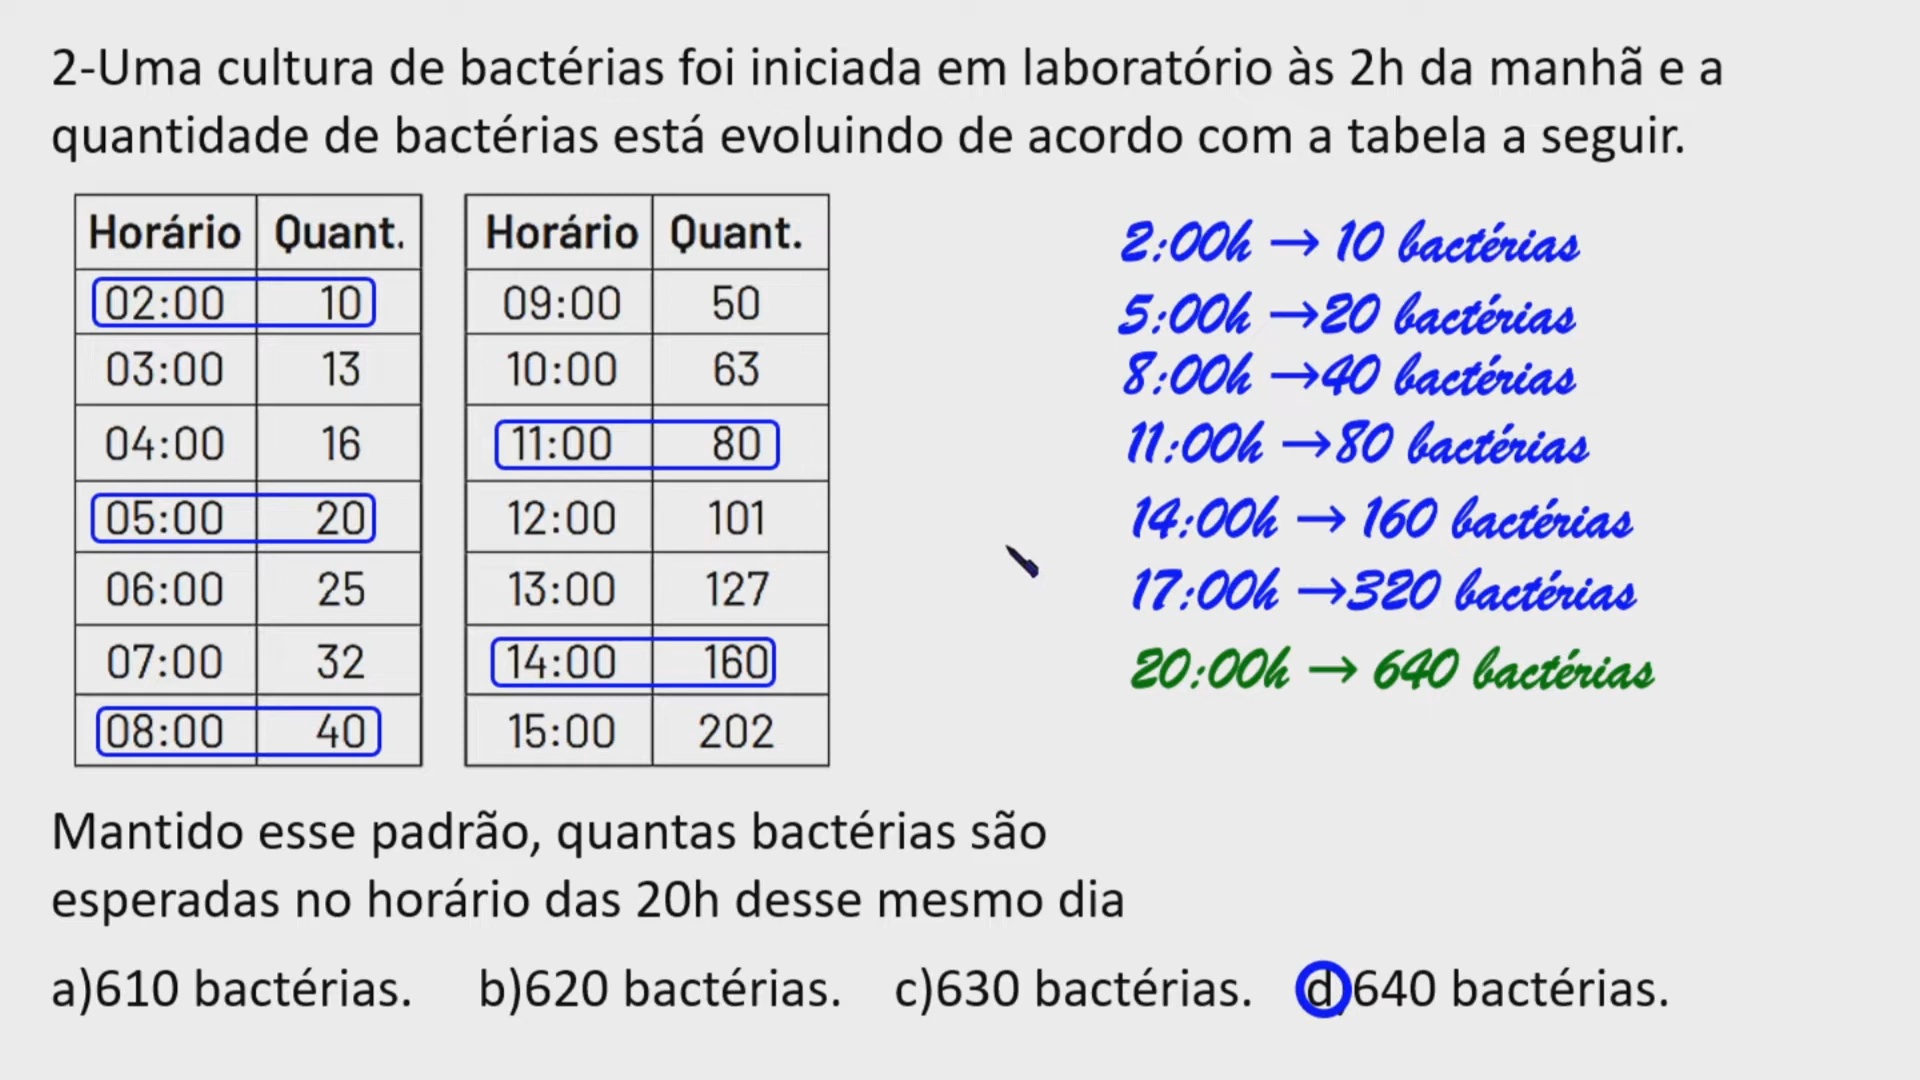 2-Uma cultura de bactérias foi iniciada em laboratório às 2h da manhã e a
quantidade de bactérias está evoluindo de acordo com a tabela a seguir.
Horário Quant.
02:00 10
03:00 13
04:00 16
05:00 20
06:00 25
07:00 32
08:00 40
Horário Quant.
09:00 50
10:00 63
11:00 80
12:00 101
13:00 127
14:00 160
15:00 202
2:00h → 10 bactérias
5:00h →20 bactérias
8:00h →40 bactérias
11:00h →80 bactérias
14:00h → 160 bactérias
17:00h →320 bactérias
20:00h → 640 bactérias
Mantido esse padrão, quantas bactérias são
esperadas no horário das 20h desse mesmo dia
a)610 bactérias. b)620 bactérias. c)630 bactérias. d)640 bactérias.